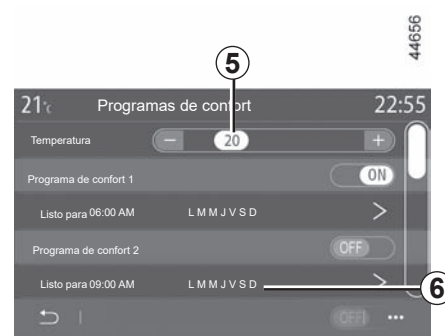 44656
5
21°c Programas de confort 22:55
Temperatura - 20 +
Programa de confort 1 ON
Listo para 06:00 AM L M M J V S D >
Programa de confort 2 OFF
Listo para 09:00 AM L M M J V S D >
6
OFF ...